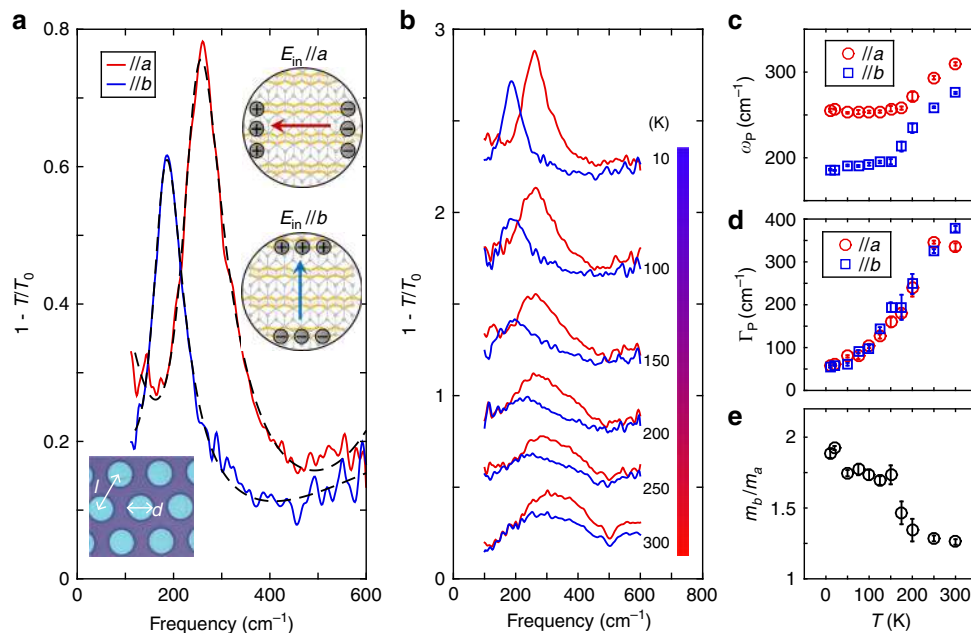 a
0.8
0.6
0.4
0.2
0
1 - T/T0
//a
//b
Ein //a
+ −
+ −
+ −
Ein //b
+ + +
− − −
l
d
0 200 400 600
Frequency (cm−1)
b
3
2
1
0
1 - T/T0
(K)
10
100
150
200
250
300
0 200 400 600 800
Frequency (cm−1)
c
//a
//b
300
200
ωP (cm−1)
d
//a
//b
400
300
200
100
0
ΓP (cm−1)
e
2
1.5
1
mb/ma
0 100 200 300
T (K)